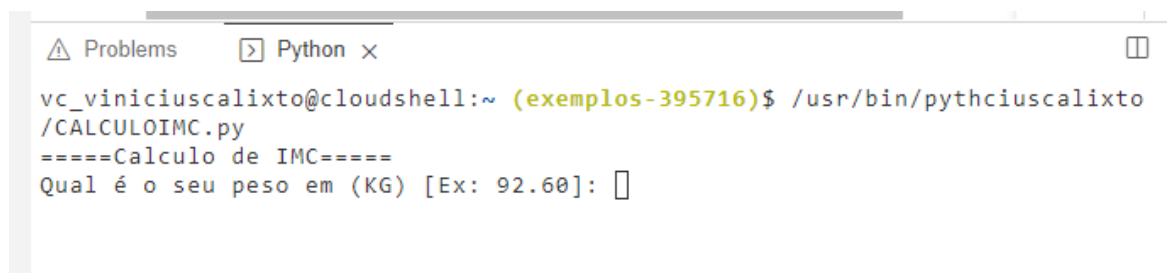 Problems Python
vc_viniciuscalixto@cloudshell:~ (exemplos-395716)$ /usr/bin/pythciuscalixto
/CALCULOIMC.py
=====Calculo de IMC=====
Qual é o seu peso em (KG) [Ex: 92.60]: